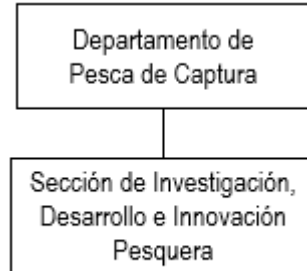 Departamento de
Pesca de Captura
Sección de Investigación,
Desarrollo e Innovación
Pesquera